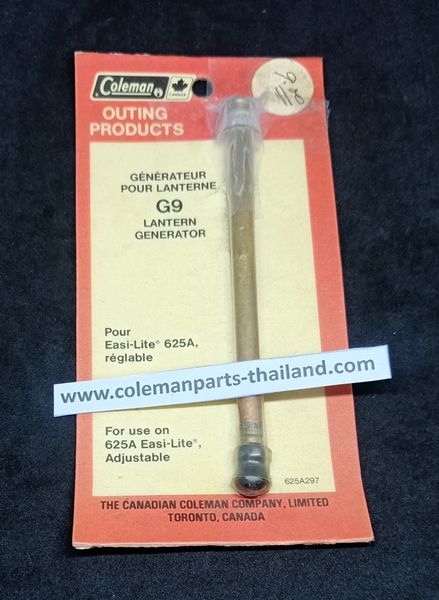 Coleman
CANADA
OUTING
PRODUCTS
GÉNÉRATEUR
POUR LANTERNE
G9
LANTERN
GENERATOR
Pour
Easi-Lite® 625A,
réglable
www.colemanparts-thailand.com
For use on
625A Easi-Lite®,
Adjustable
625A297
THE CANADIAN COLEMAN COMPANY, LIMITED
TORONTO, CANADA